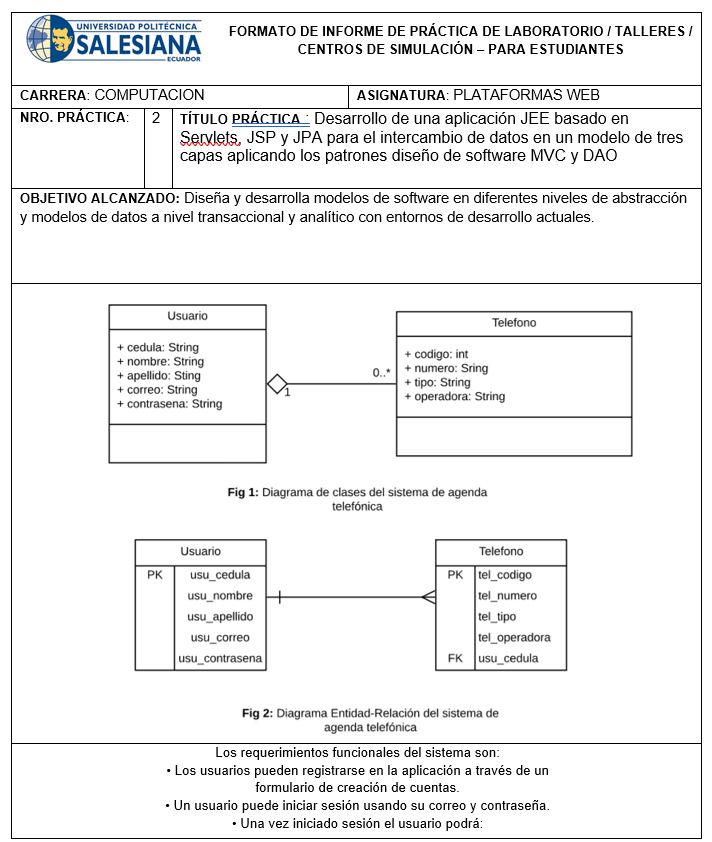 UNIVERSIDAD POLITÉCNICA
SALESIANA
ECUADOR
FORMATO DE INFORME DE PRÁCTICA DE LABORATORIO / TALLERES /
CENTROS DE SIMULACIÓN – PARA ESTUDIANTES
CARRERA: COMPUTACION
ASIGNATURA: PLATAFORMAS WEB
NRO. PRÁCTICA:
2
TÍTULO PRÁCTICA : Desarrollo de una aplicación JEE basado en
Servlets, JSP y JPA para el intercambio de datos en un modelo de tres
capas aplicando los patrones diseño de software MVC y DAO
OBJETIVO ALCANZADO: Diseña y desarrolla modelos de software en diferentes niveles de abstracción
y modelos de datos a nivel transaccional y analítico con entornos de desarrollo actuales.
Usuario
+ cedula: String
+ nombre: String
+ apellido: Sting
+ correo: String
+ contrasena: String
1
0..*
Telefono
+ codigo: int
+ numero: Sring
+ tipo: String
+ operadora: String
Fig 1: Diagrama de clases del sistema de agenda
telefónica
Usuario
PK usu_cedula
usu_nombre
usu_apellido
usu_correo
usu_contrasena
Telefono
PK tel_codigo
tel_numero
tel_tipo
tel_operadora
FK usu_cedula
Fig 2: Diagrama Entidad-Relación del sistema de
agenda telefónica
Los requerimientos funcionales del sistema son:
• Los usuarios pueden registrarse en la aplicación a través de un
formulario de creación de cuentas.
• Un usuario puede iniciar sesión usando su correo y contraseña.
• Una vez iniciado sesión el usuario podrá: